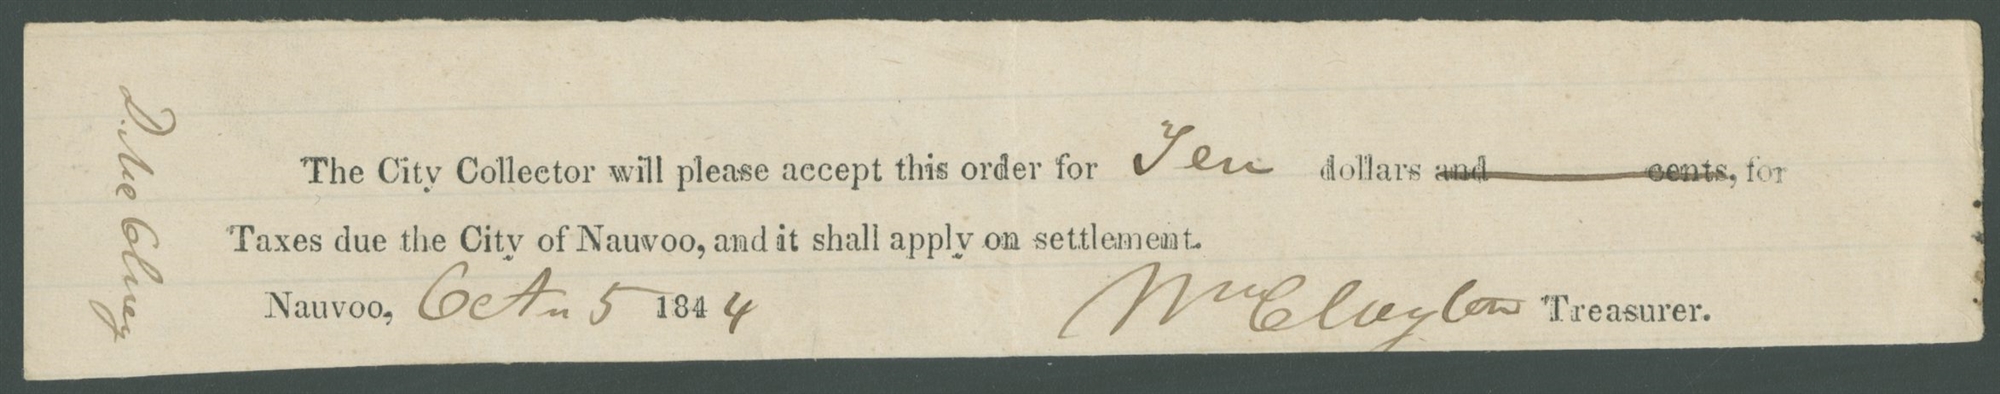 The City Collector will please accept this order for Ten dollars and cents, for
Taxes due the City of Nauvoo, and it shall apply on settlement.
Nauvoo, 5 1844 Wm Clayton Treasurer.